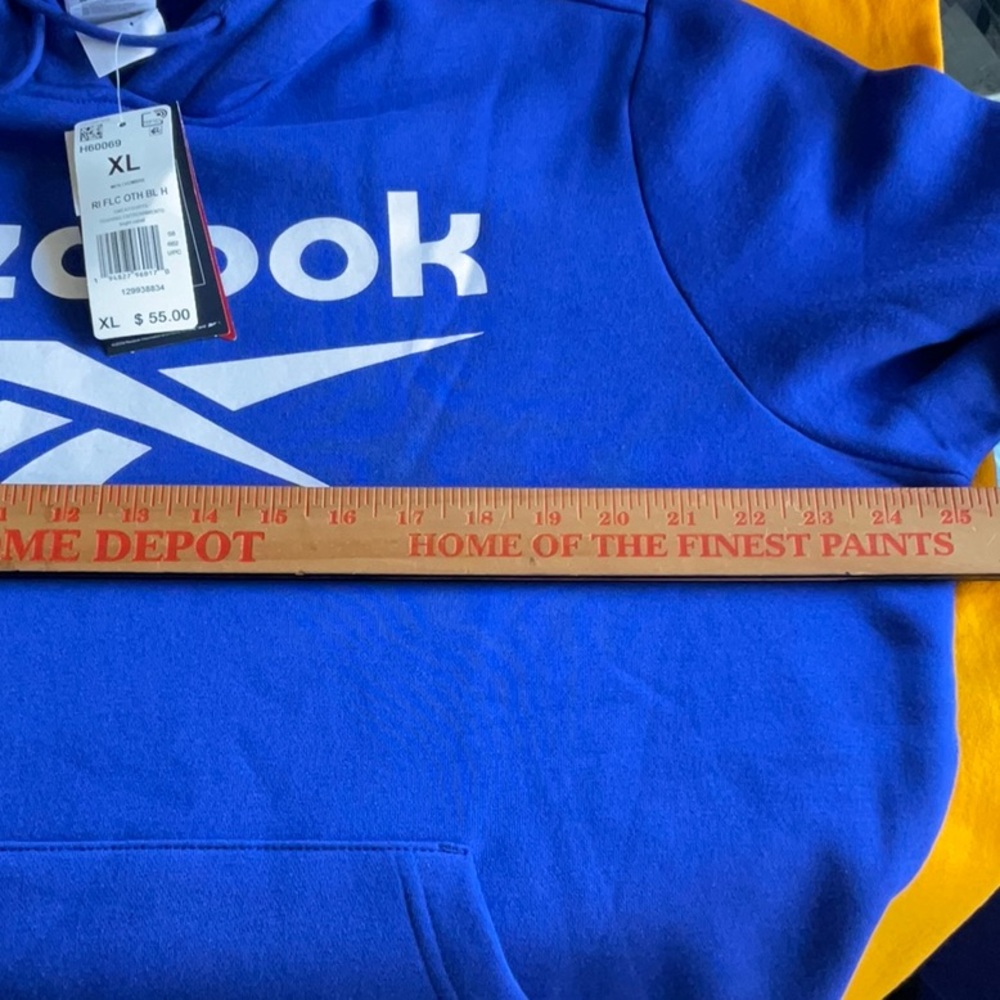 H60069
XL
RI FLC OTH BL H
129938834
XL $ 55.00
ook
12 13 14 15 16 17 18 19 20 21 22 23 24 25
ME DEPOT HOME OF THE FINEST PAINTS